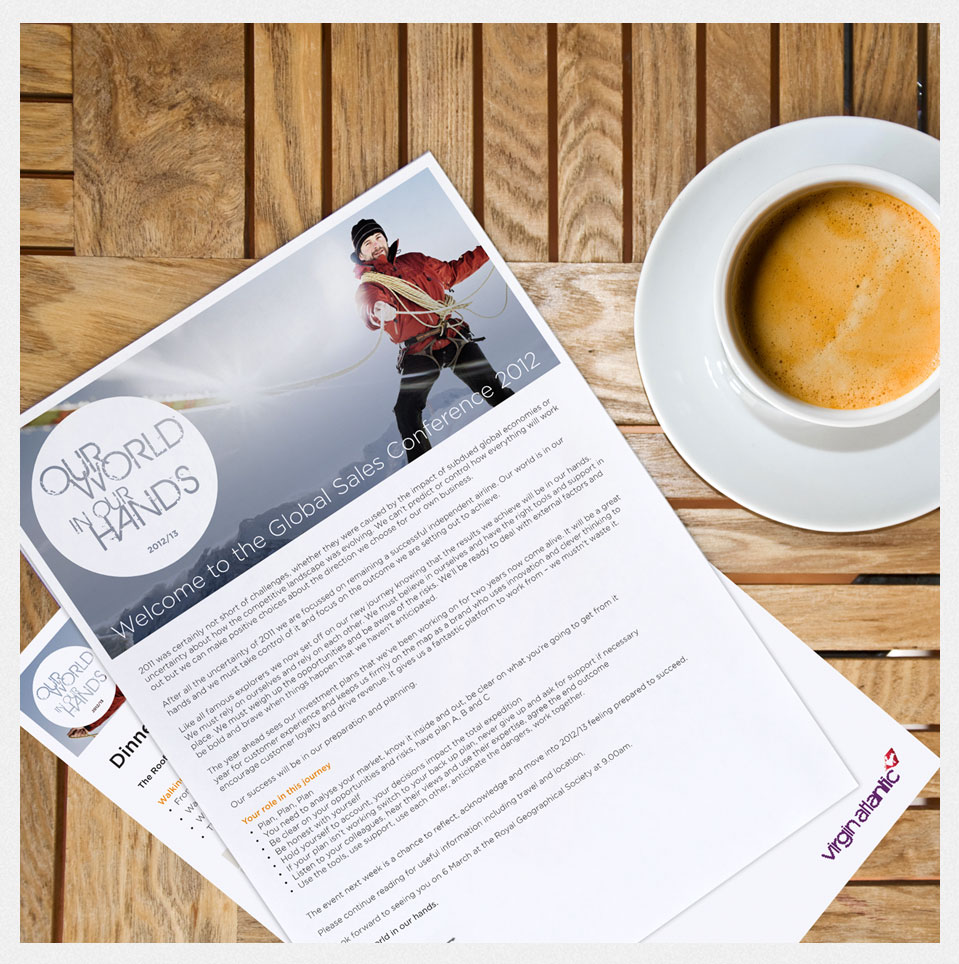 OUR
WORLD
IN OUR
HANDS
2012/13
Welcome to the Global Sales Conference 2012
2011 was certainly not short of challenges, whether they were caused by the impact of subdued global economies or
uncertainty about how the competitive landscape was evolving. We can't predict or control how everything will work
out but we can make positive choices about the direction we choose for our own business.
After all the uncertainty of 2011 we are focussed on remaining a successful independent airline. Our world is in our
hands and we must take control of it and focus on the outcome we are setting out to achieve.
Like all famous explorers we now set off on our new journey knowing that the results we achieve will be in our hands.
We must rely on ourselves and rely on each other. We must believe in ourselves and have the right tools and support in
place. We must weigh up the opportunities and be aware of the risks. We'll be ready to deal with external factors and
be bold and brave when things happen that we haven't anticipated.
The year ahead sees our investment plans that we've been working on for two years now come alive. It will be a great
year for customer experience and keeps us firmly on the map as a brand who uses innovation and clever thinking to
encourage customer loyalty and drive revenue. It gives us a fantastic platform to work from – we mustn't waste it.
Our success will be in our preparation and planning.
Your role in this journey
• Plan, Plan, Plan
• You need to analyse your market, know it inside and out, be clear on what you're going to get from it
• Be clear on your opportunities and risks, have plan A, B and C
• Be honest with yourself
• Hold yourself to account, your decisions impact the total expedition
• If your plan isn't working switch to your back up plan, never give up and ask for support if necessary
• Listen to your colleagues, hear their views and use their expertise, agree the end outcome
• Use the tools, use support, use each other, anticipate the dangers, work together.
The event next week is a chance to reflect, acknowledge and move into 2012/13 feeling prepared to succeed.
Please continue reading for useful information including travel and location.
forward to seeing you on 6 March at the Royal Geographical Society at 9.00am.
in our hands.
OUR
WORLD
IN OUR
HANDS
2012/13
The Roof
virgin atlantic